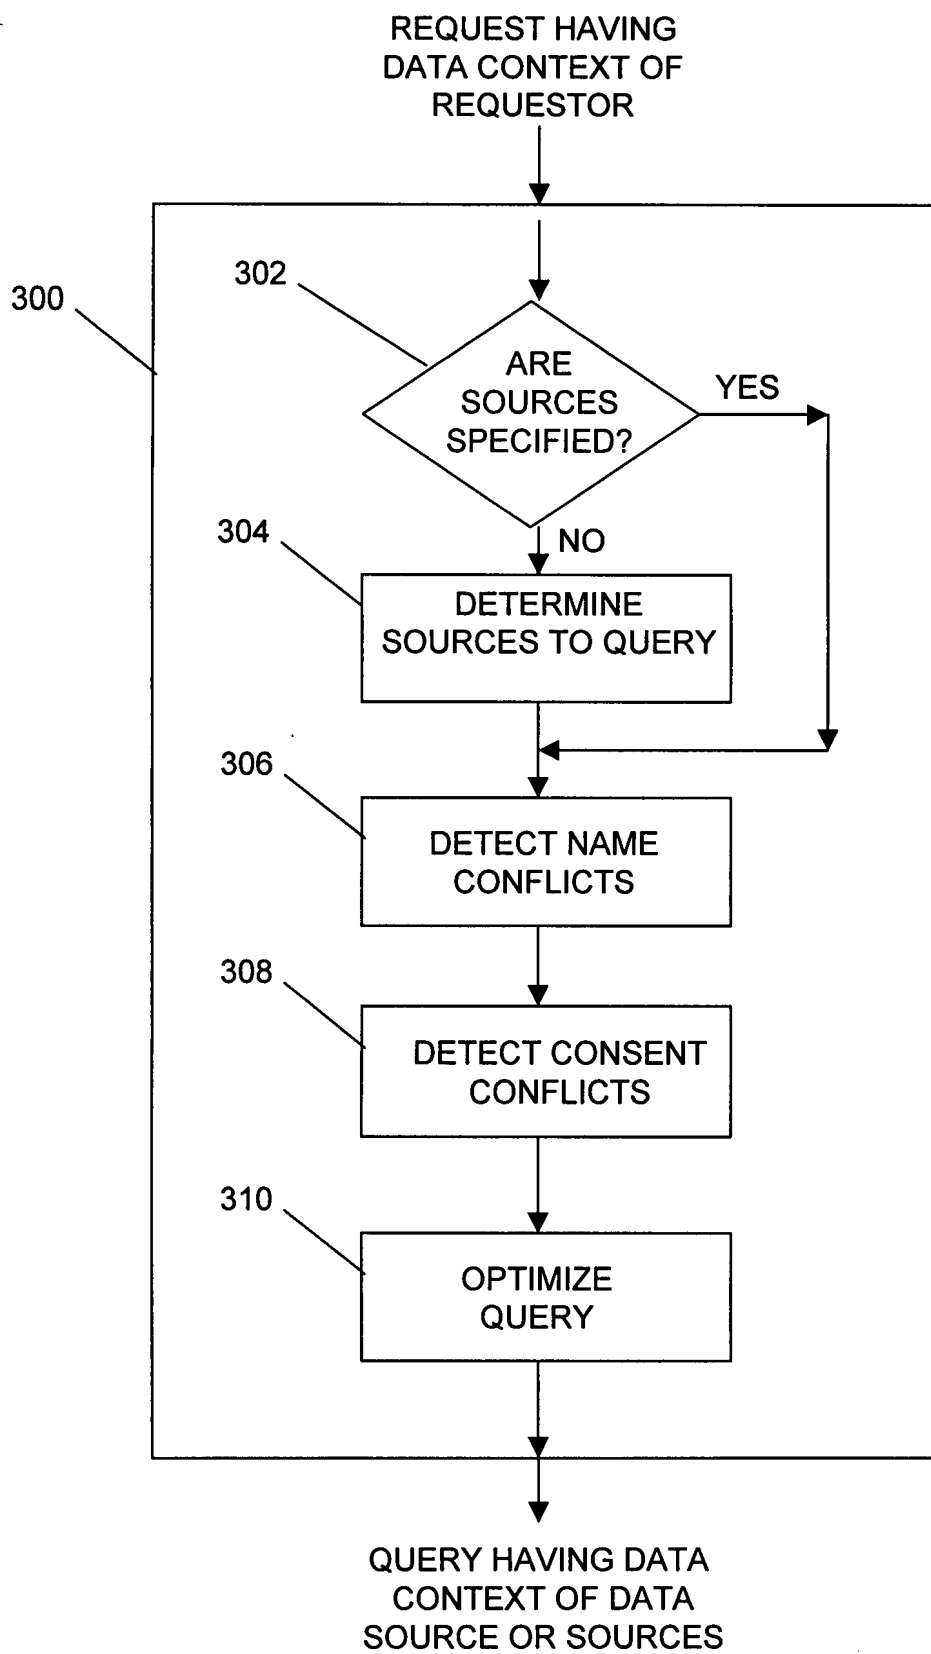 REQUEST HAVING
DATA CONTEXT OF
REQUESTOR
302
300
ARE
SOURCES
SPECIFIED?
YES
304
NO
DETERMINE
SOURCES TO QUERY
306
DETECT NAME
CONFLICTS
308
DETECT CONSENT
CONFLICTS
310
OPTIMIZE
QUERY
QUERY HAVING DATA
CONTEXT OF DATA
SOURCE OR SOURCES